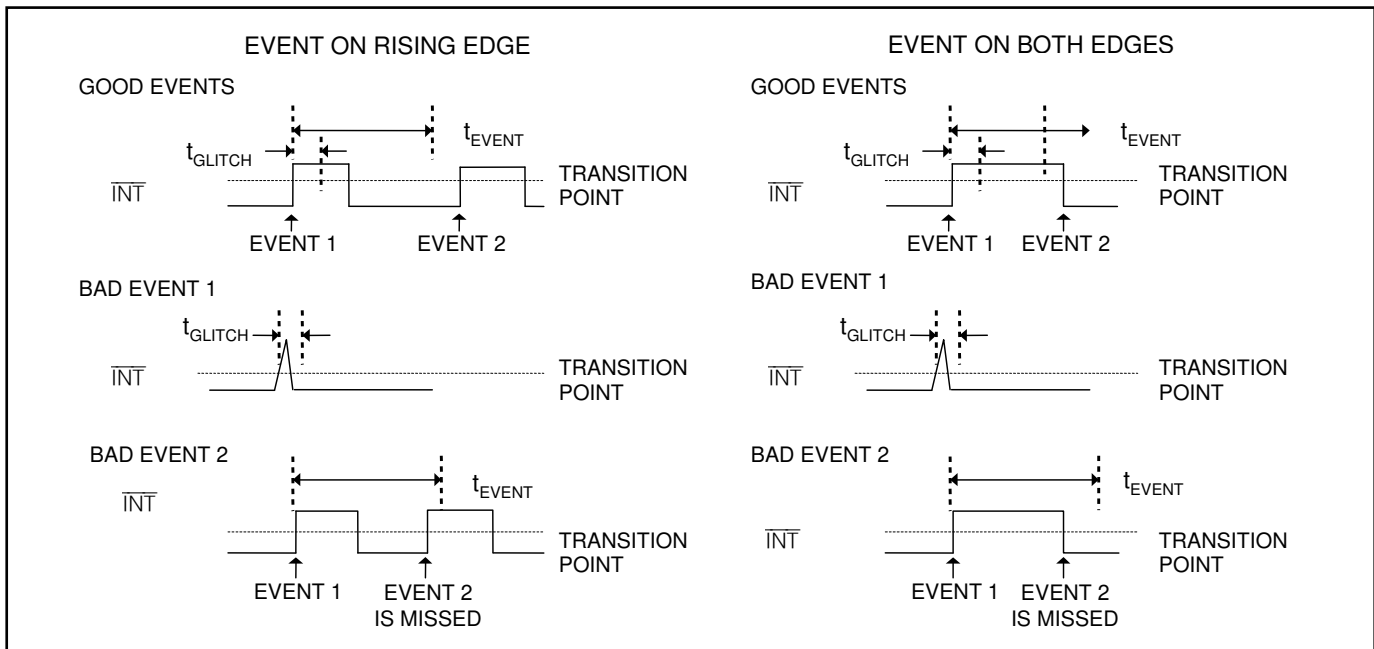 EVENT ON RISING EDGE
GOOD EVENTS
tEVENT
tGLITCH
INT
TRANSITION
POINT
EVENT 1
EVENT 2
BAD EVENT 1
tGLITCH
INT
TRANSITION
POINT
BAD EVENT 2
INT
tEVENT
TRANSITION
POINT
EVENT 1
EVENT 2
IS MISSED
EVENT ON BOTH EDGES
GOOD EVENTS
tEVENT
tGLITCH
INT
TRANSITION
POINT
EVENT 1
EVENT 2
BAD EVENT 1
tGLITCH
INT
TRANSITION
POINT
BAD EVENT 2
tEVENT
INT
TRANSITION
POINT
EVENT 1
EVENT 2
IS MISSED